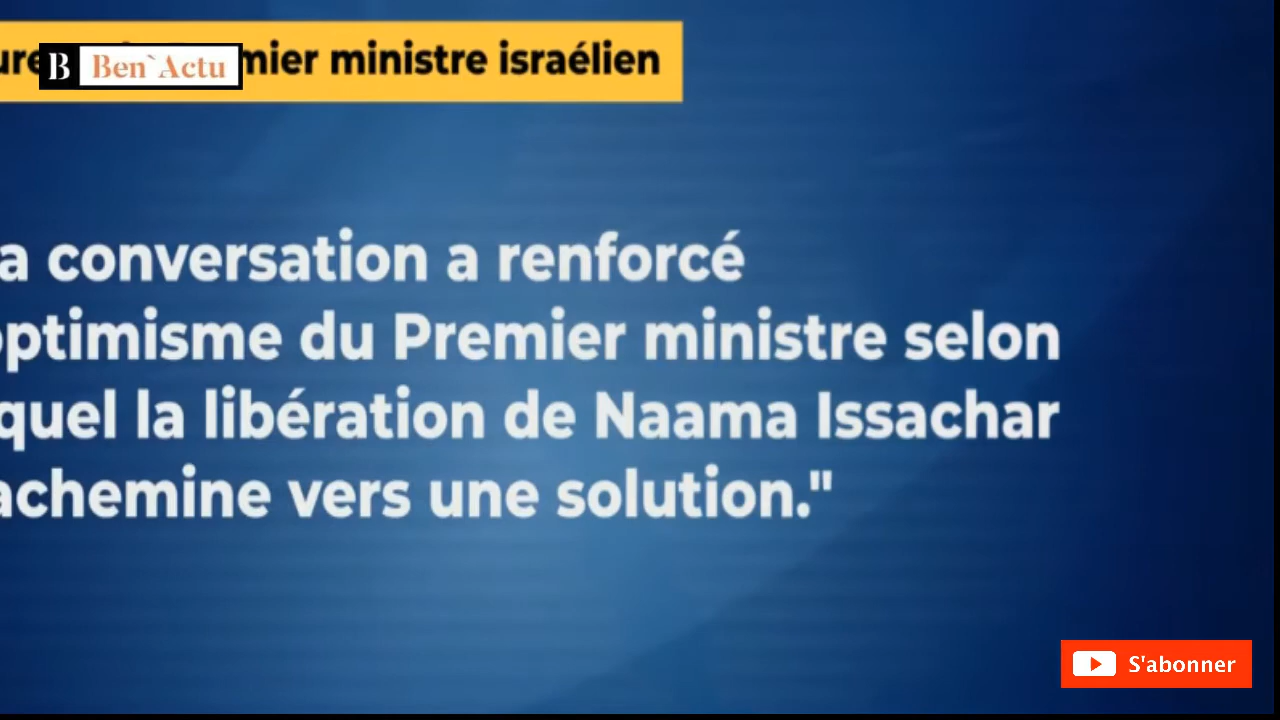 mier ministre israélien
B Ben`Actu
a conversation a renforcé
optimisme du Premier ministre selon
quel la libération de Naama Issachar
achemine vers une solution."
S'abonner